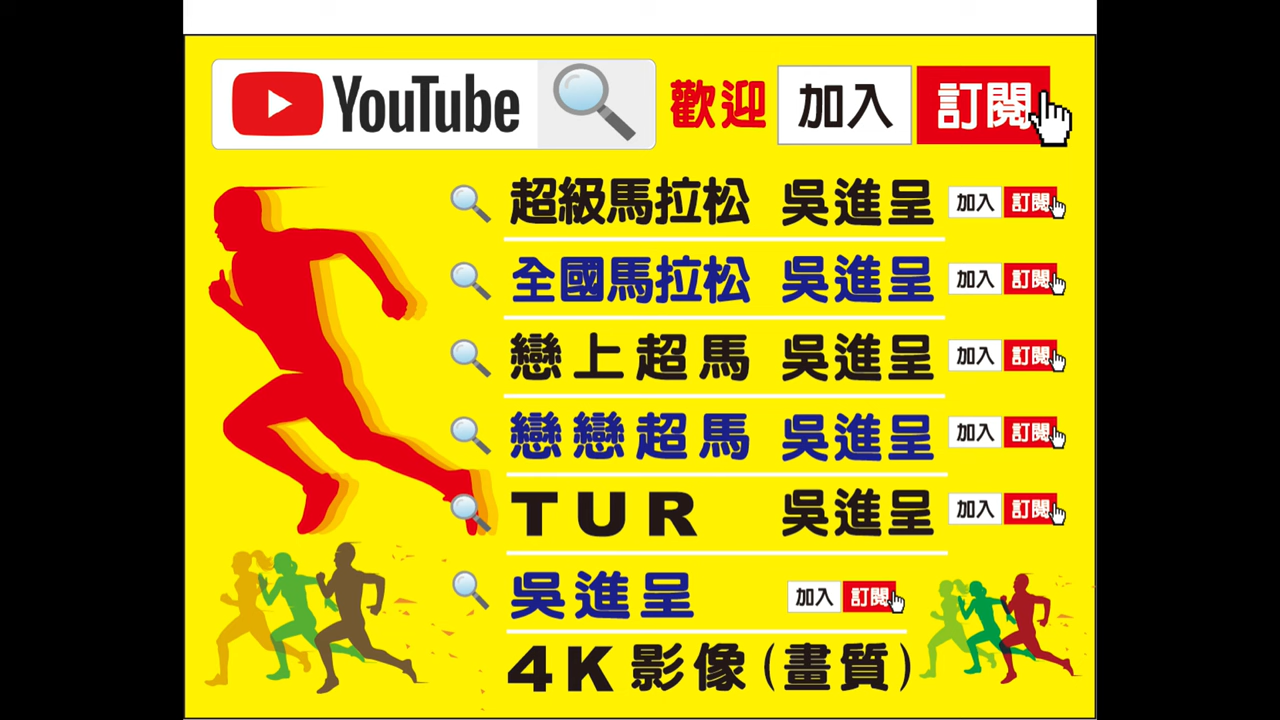 YouTube 歡迎 加入 訂閱
超級馬拉松 吳進呈 加入 訂閱
全國馬拉松 吳進呈 加入 訂閱
戀上超馬 吳進呈 加入 訂閱
戀戀超馬 吳進呈 加入 訂閱
TUR 吳進呈 加入 訂閱
吳進呈 加入 訂閱
4K影像(畫質)